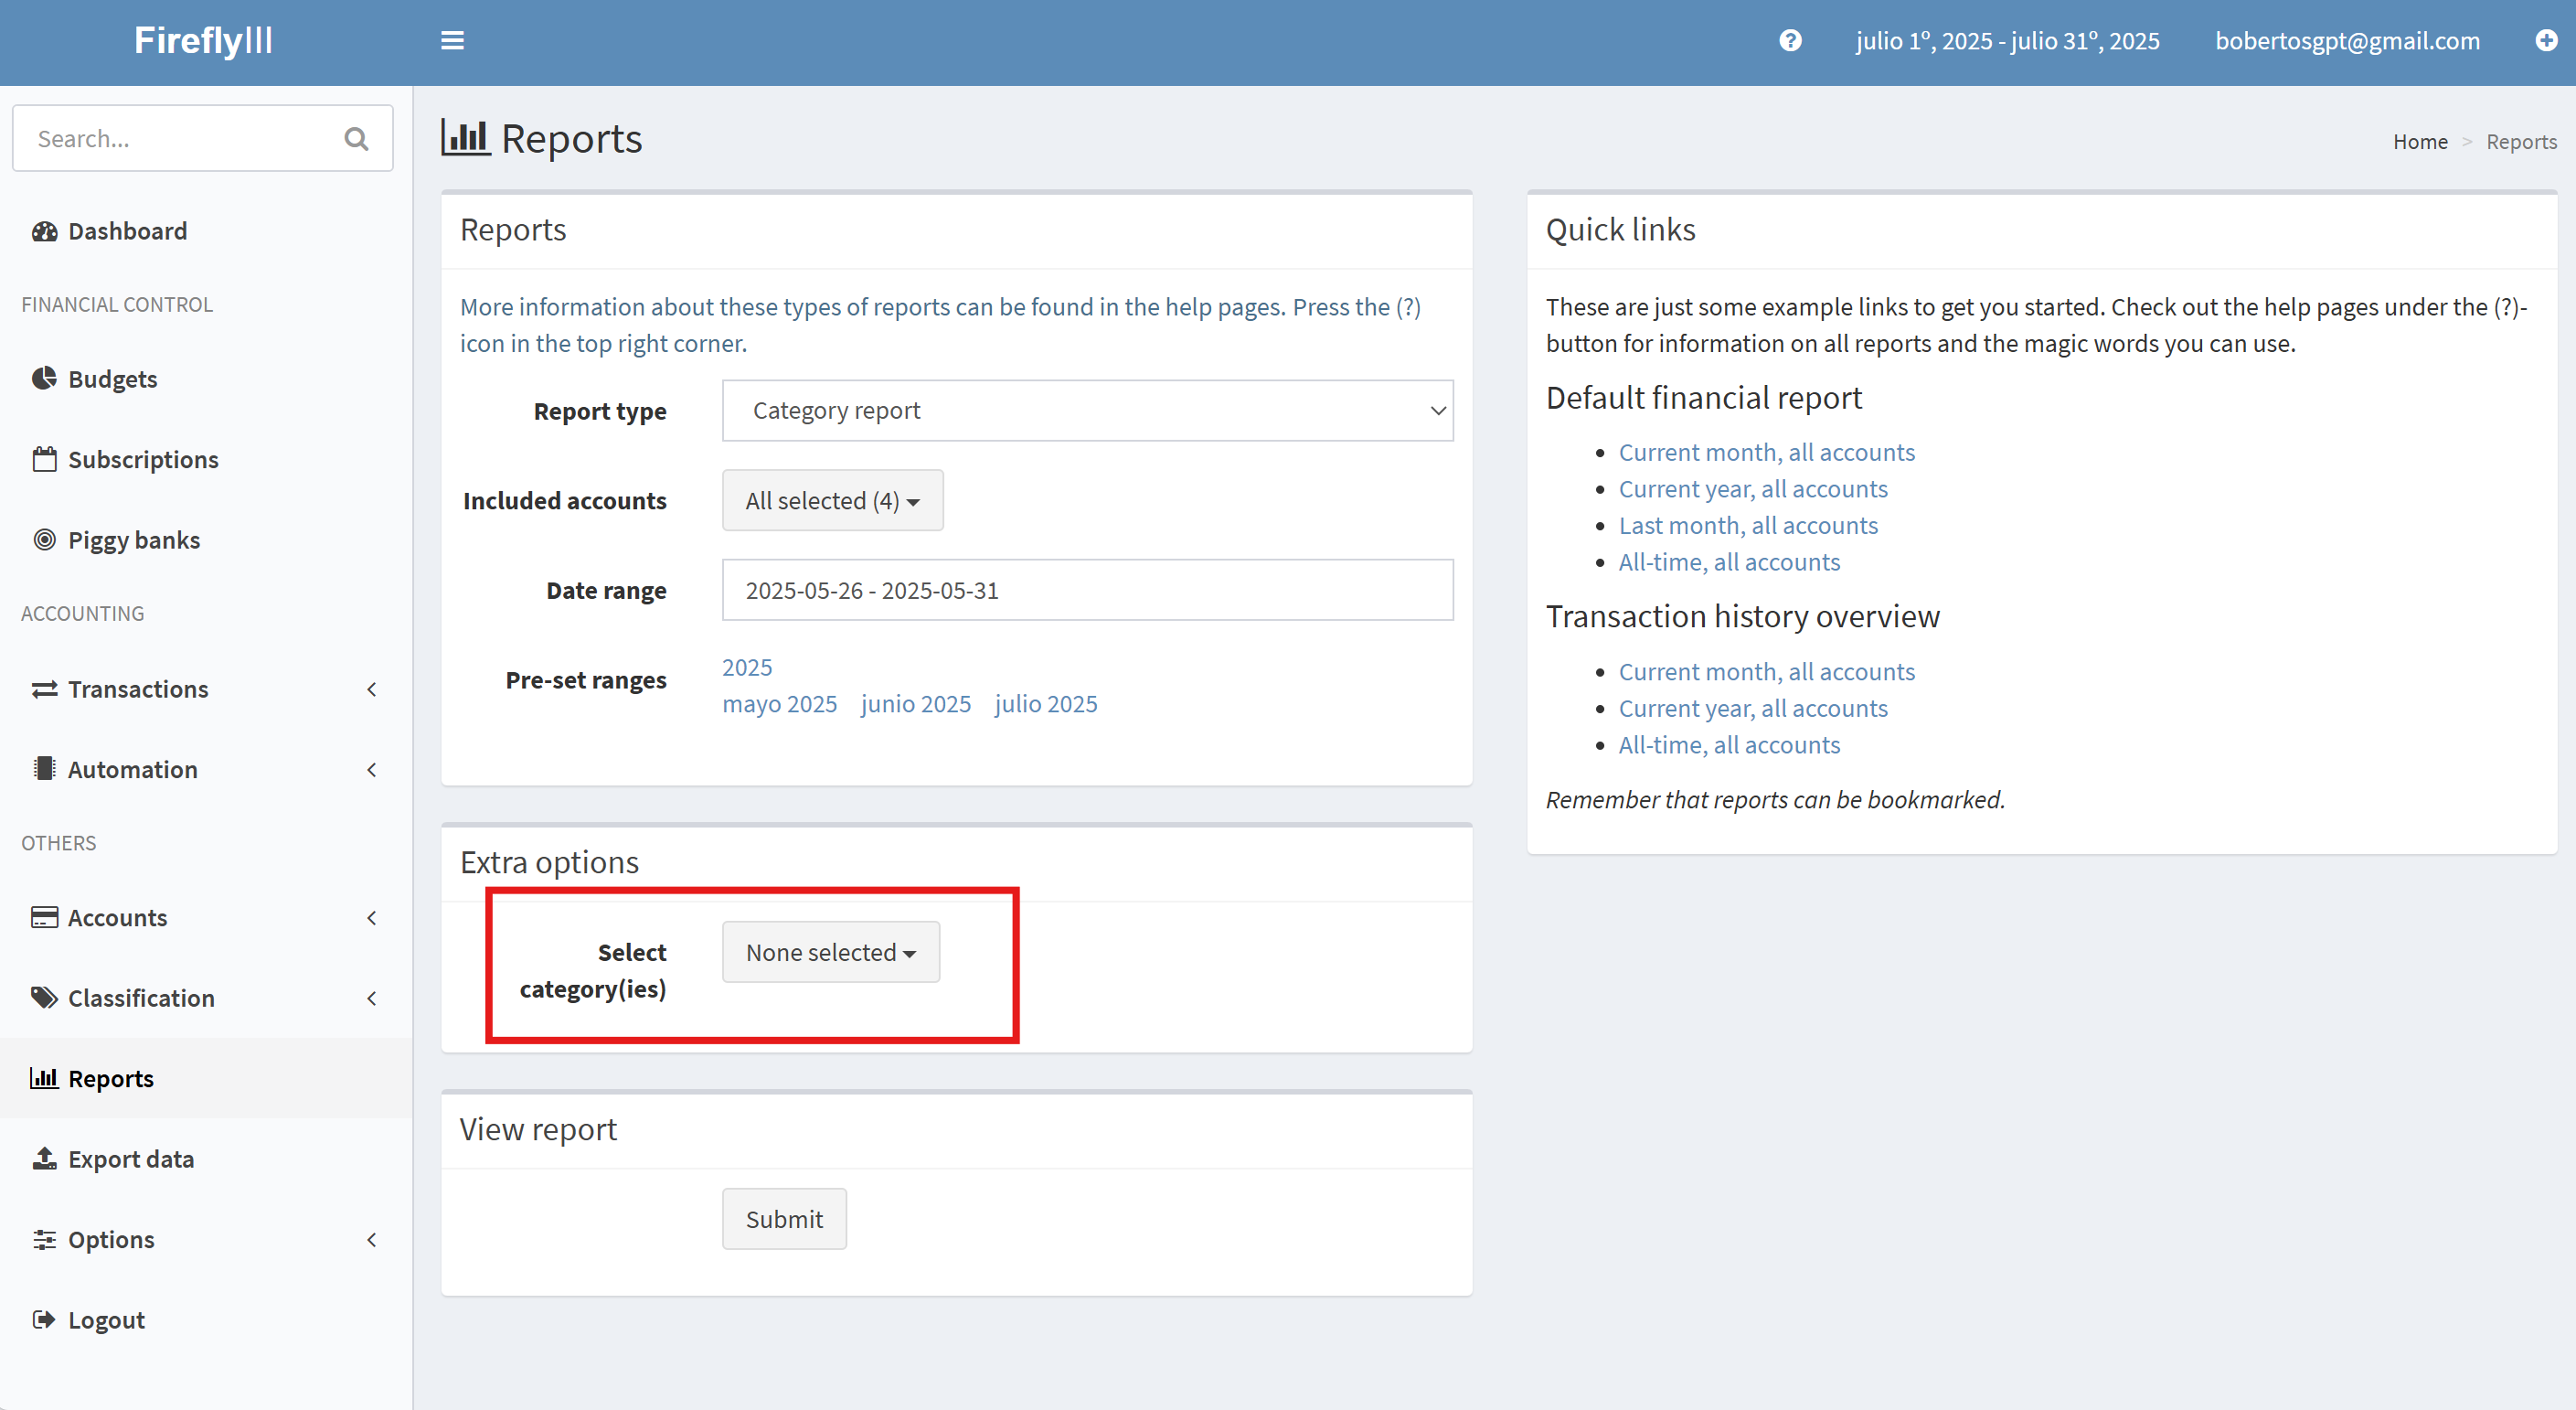 FireflyIII
julio 1º, 2025 - julio 31º, 2025
bobertosgpt@gmail.com
Search...
Dashboard
FINANCIAL CONTROL
Budgets
Subscriptions
Piggy banks
ACCOUNTING
Transactions
Automation
OTHERS
Accounts
Classification
Reports
Export data
Options
Logout
Reports
Home > Reports
Reports
More information about these types of reports can be found in the help pages. Press the (?)
icon in the top right corner.
Report type
Category report
Included accounts
All selected (4)
Date range
2025-05-26 - 2025-05-31
Pre-set ranges
2025
mayo 2025 junio 2025 julio 2025
Extra options
Select
category(ies)
None selected
View report
Submit
Quick links
These are just some example links to get you started. Check out the help pages under the (?)-
button for information on all reports and the magic words you can use.
Default financial report
Current month, all accounts
Current year, all accounts
Last month, all accounts
All-time, all accounts
Transaction history overview
Current month, all accounts
Current year, all accounts
All-time, all accounts
Remember that reports can be bookmarked.